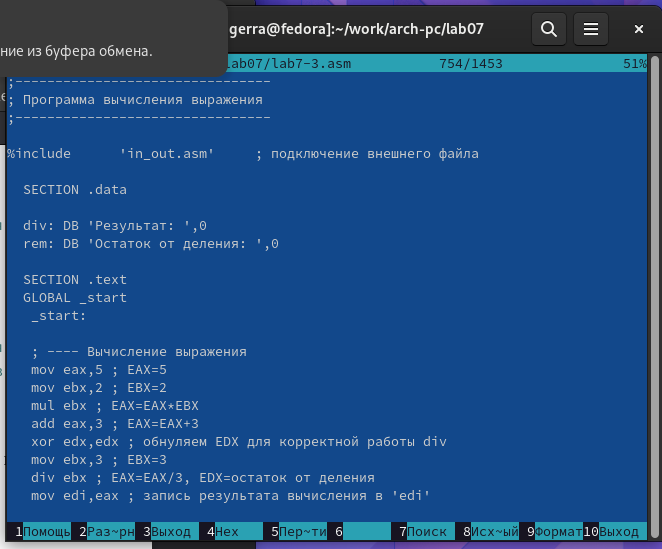 ние из буфера обмена.
gerra@fedora]:~/work/arch-pc/lab07
lab07/lab7-3.asm 754/1453 51%
;--------------------------------
; Программа вычисления выражения
;--------------------------------
%include 'in_out.asm' ; подключение внешнего файла
SECTION .data
div: DB 'Результат: ',0
rem: DB 'Остаток от деления: ',0
SECTION .text
GLOBAL _start
_start:
; ---- Вычисление выражения
mov eax,5 ; EAX=5
mov ebx,2 ; EBX=2
mul ebx ; EAX=EAX*EBX
add eax,3 ; EAX=EAX+3
xor edx,edx ; обнуляем EDX для корректной работы div
mov ebx,3 ; EBX=3
div ebx ; EAX=EAX/3, EDX=остаток от деления
mov edi,eax ; запись результата вычисления в 'edi'
1Помощь 2Раз~рн 3Выход 4Hex 5Пер~ти 6 7Поиск 8Исх~ый 9Формат 10Выход